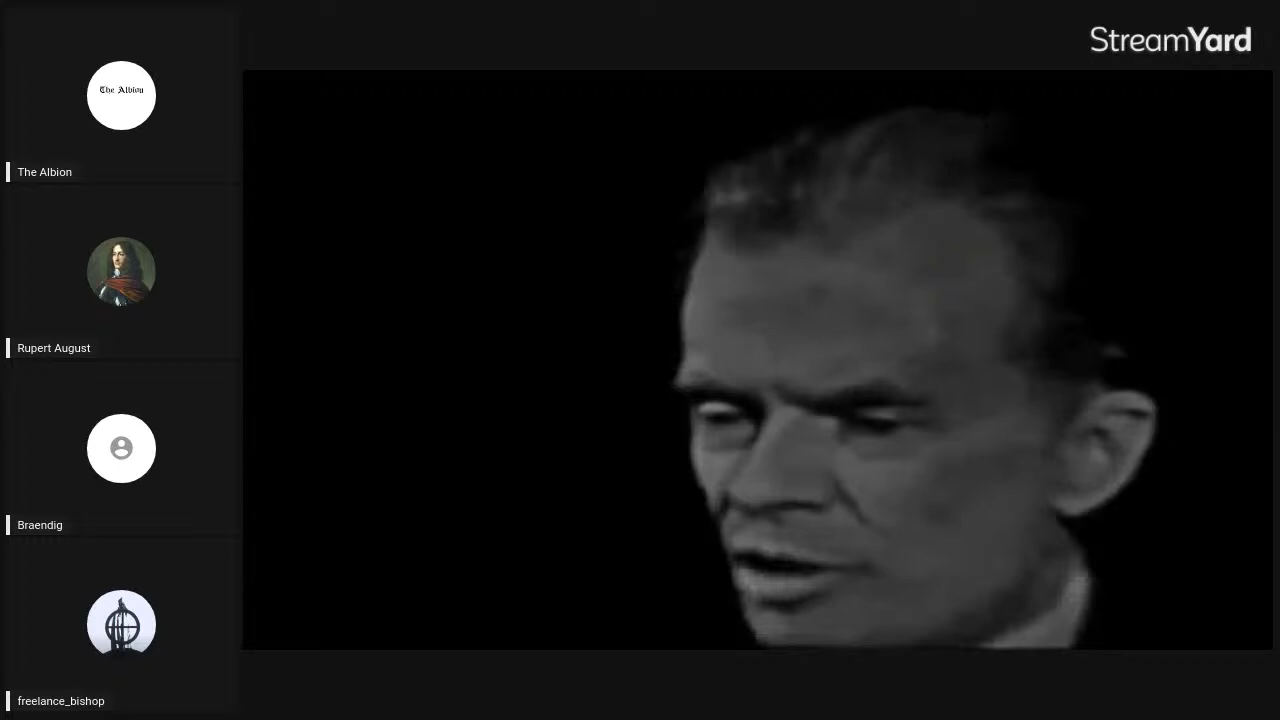 StreamYard
The Albion
The Albion
Rupert August
Braendig
freelance_bishop